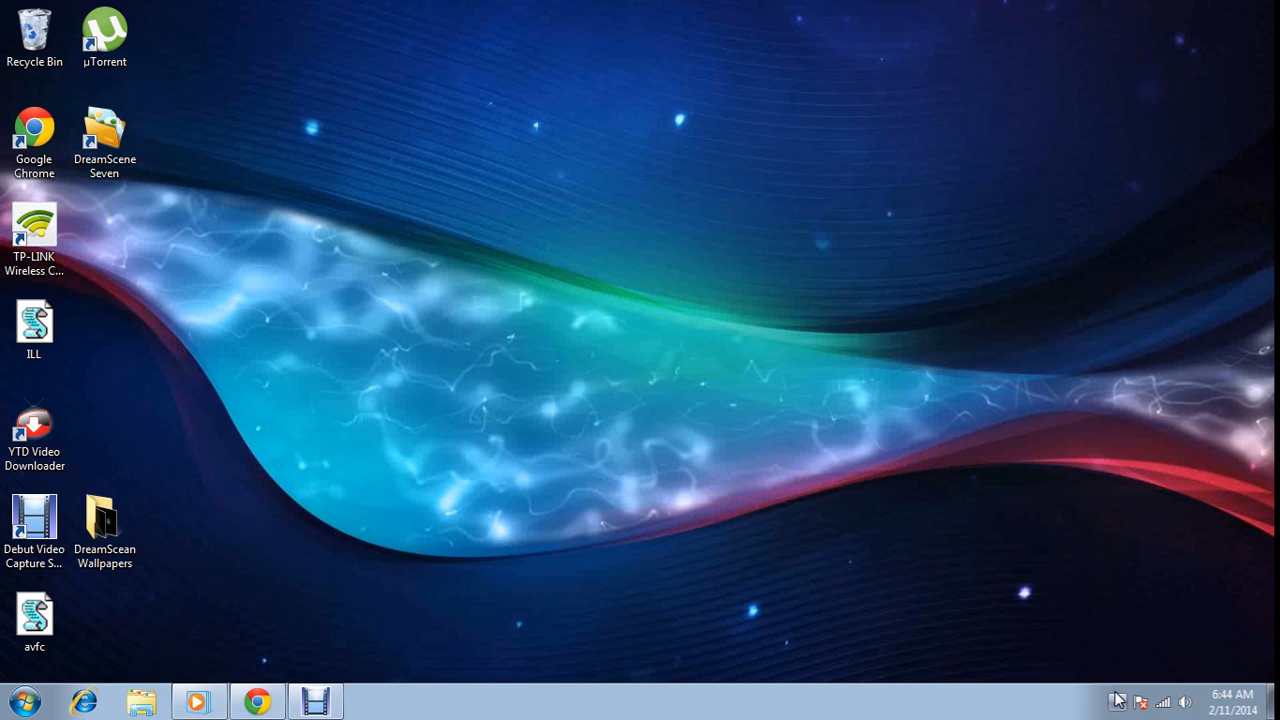 Recycle Bin
µTorrent
Google
Chrome
DreamScene
Seven
TP-LINK
Wireless C...
ILL
YTD Video
Downloader
Debut Video
Capture S...
DreamScean
Wallpapers
avfc
6:44 AM
2/11/2014